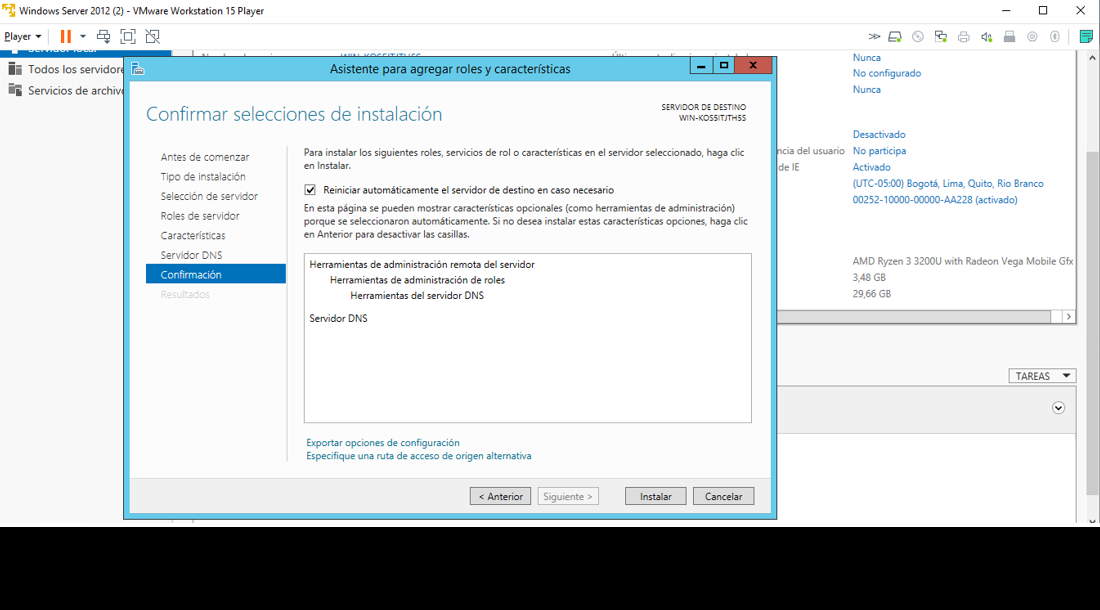 Windows Server 2012 (2) - VMware Workstation 15 Player
Player
Todos los servidore
Servicios de archiv
Nunca
No configurado
Nunca
Desactivado
ncia del usuario No participa
de IE Activado
(UTC-05:00) Bogotá, Lima, Quito, Rio Branco
00252-10000-00000-AA228 (activado)
AMD Ryzen 3 3200U with Radeon Vega Mobile Gfx
3,48 GB
29,66 GB
TAREAS
Asistente para agregar roles y características
Confirmar selecciones de instalación
SERVIDOR DE DESTINO
WIN-KOS5ITJTH5S
Antes de comenzar
Tipo de instalación
Selección de servidor
Roles de servidor
Características
Servidor DNS
Confirmación
Resultados
Para instalar los siguientes roles, servicios de rol o características en el servidor seleccionado, haga clic
en Instalar.
Reiniciar automáticamente el servidor de destino en caso necesario
En esta página se pueden mostrar características opcionales (como herramientas de administración)
porque se seleccionaron automáticamente. Si no desea instalar estas características opciones, haga clic
en Anterior para desactivar las casillas.
Herramientas de administración remota del servidor
Herramientas de administración de roles
Herramientas del servidor DNS
Servidor DNS
Exportar opciones de configuración
Especifique una ruta de acceso de origen alternativa
< Anterior
Siguiente >
Instalar
Cancelar